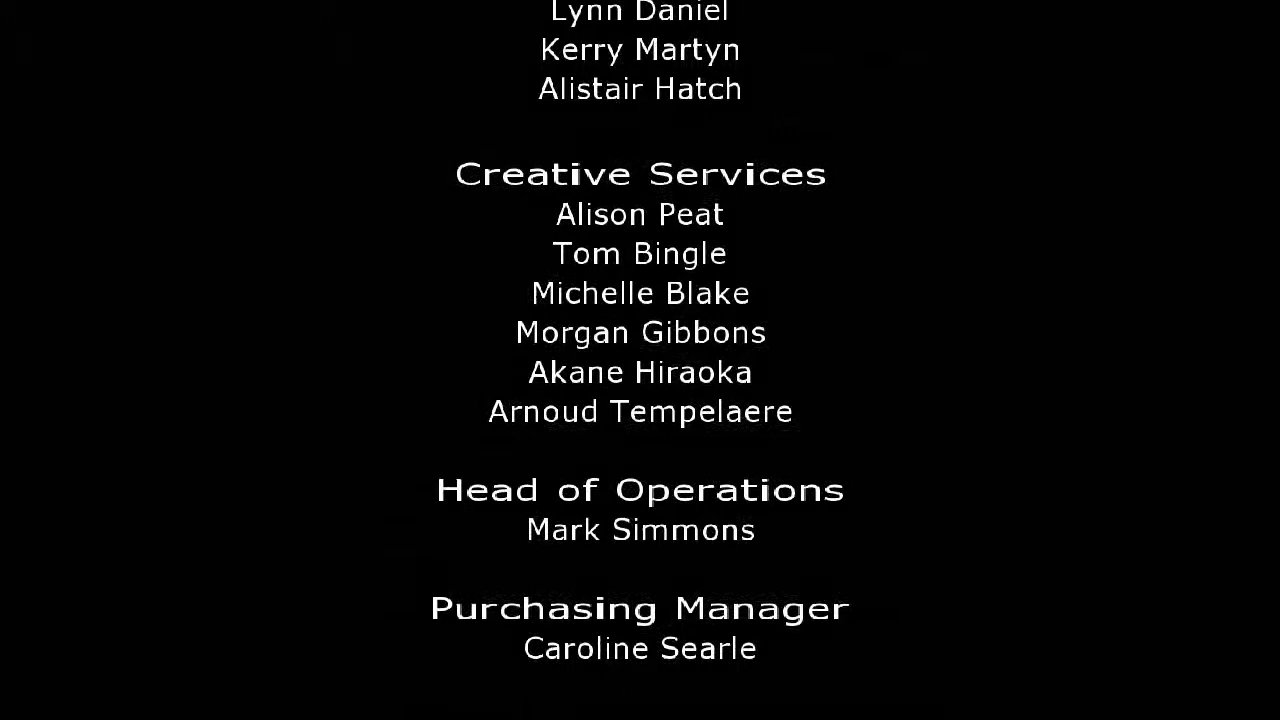 Lynn Daniel
Kerry Martyn
Alistair Hatch
Creative Services
Alison Peat
Tom Bingle
Michelle Blake
Morgan Gibbons
Akane Hiraoka
Arnoud Tempelaere
Head of Operations
Mark Simmons
Purchasing Manager
Caroline Searle